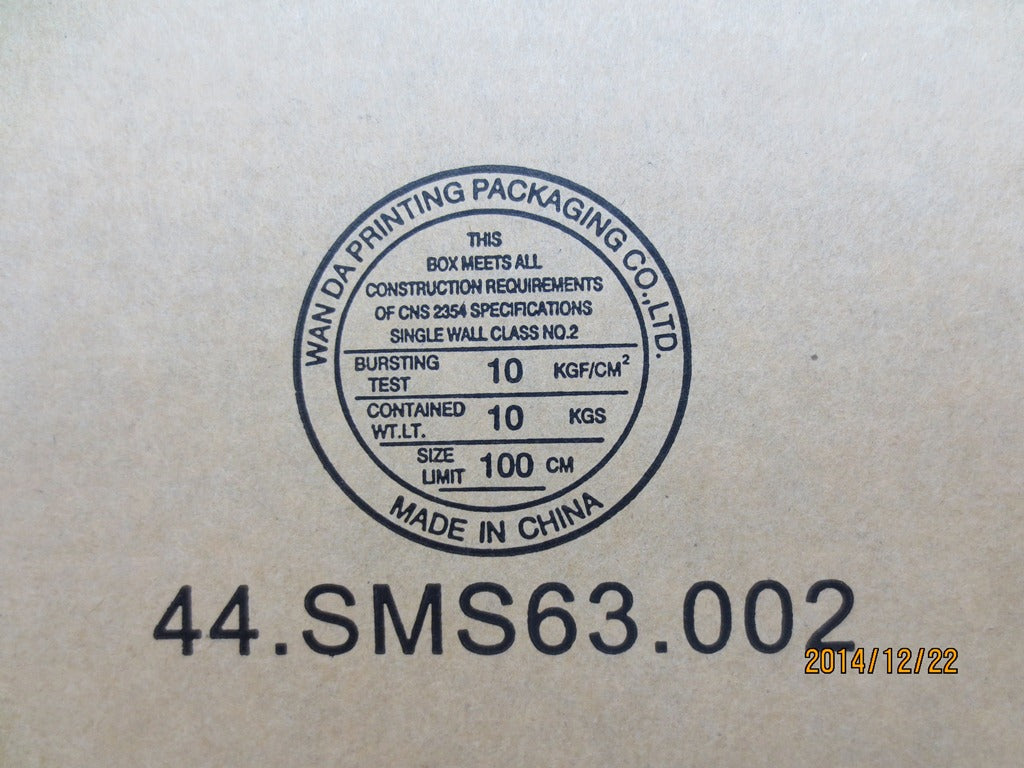 WAN DA PRINTING PACKAGING CO.,LTD.
THIS
BOX MEETS ALL
CONSTRUCTION REQUIREMENTS
OF CNS 2354 SPECIFICATIONS
SINGLE WALL CLASS NO.2
BURSTING TEST 10 KGF/CM²
CONTAINED WT.LT. 10 KGS
SIZE LIMIT 100 CM
MADE IN CHINA
44.SMS63.002
2014/12/22